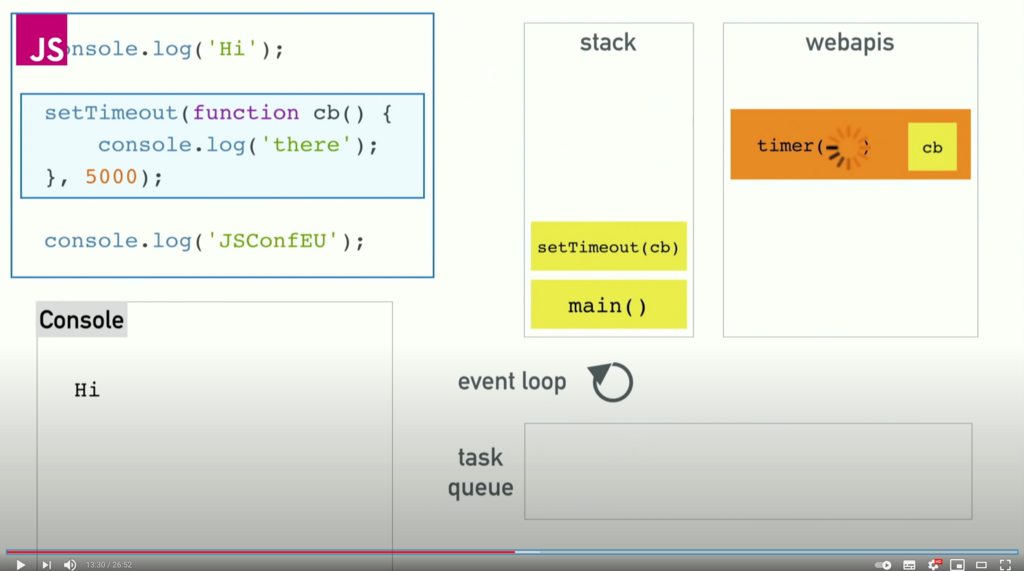 JS
console.log('Hi');
setTimeout(function cb() {
console.log('there');
}, 5000);
console.log('JSConfEU');
Console
Hi
stack
setTimeout(cb)
main()
webapis
timer( )
cb
event loop
task
queue
13:30 / 26:52